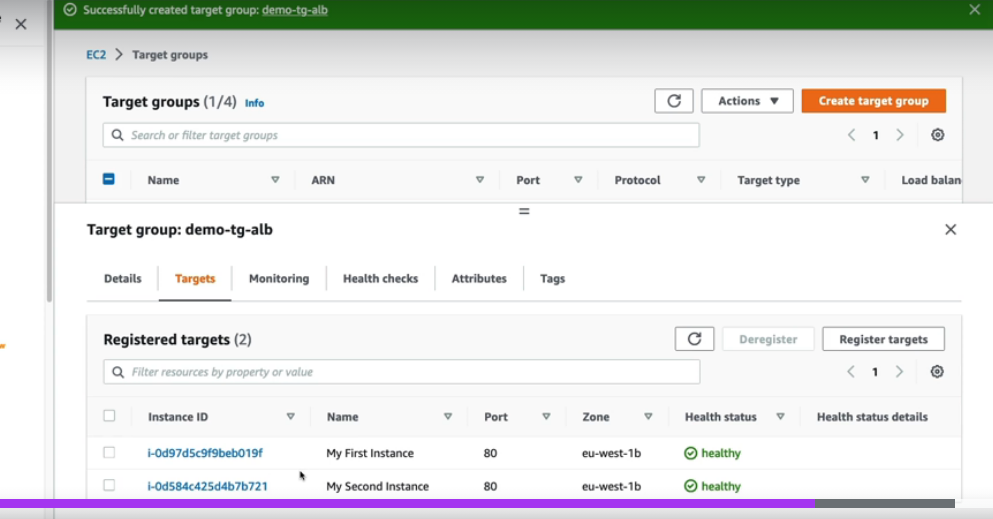 Successfully created target group: demo-tg-alb
EC2 > Target groups
Target groups (1/4) Info
Actions
Create target group
Search or filter target groups
1
Name
ARN
Port
Protocol
Target type
Load balan
Target group: demo-tg-alb
Details
Targets
Monitoring
Health checks
Attributes
Tags
Registered targets (2)
Deregister
Register targets
Filter resources by property or value
1
Instance ID
Name
Port
Zone
Health status
Health status details
i-0d97d5c9f9beb019f
My First Instance
80
eu-west-1b
healthy
i-0d584c425d4b7b721
My Second Instance
80
eu-west-1b
healthy